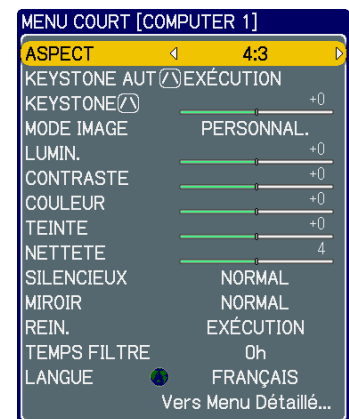 MENU COURT [COMPUTER 1]
ASPECT 4:3
KEYSTONE AUT EXÉCUTION
KEYSTONE +0
MODE IMAGE PERSONNAL.
LUMIN. +0
CONTRASTE +0
COULEUR +0
TEINTE +0
NETTETE 4
SILENCIEUX NORMAL
MIROIR NORMAL
REIN. EXÉCUTION
TEMPS FILTRE 0h
LANGUE FRANÇAIS
Vers Menu Détaillé...